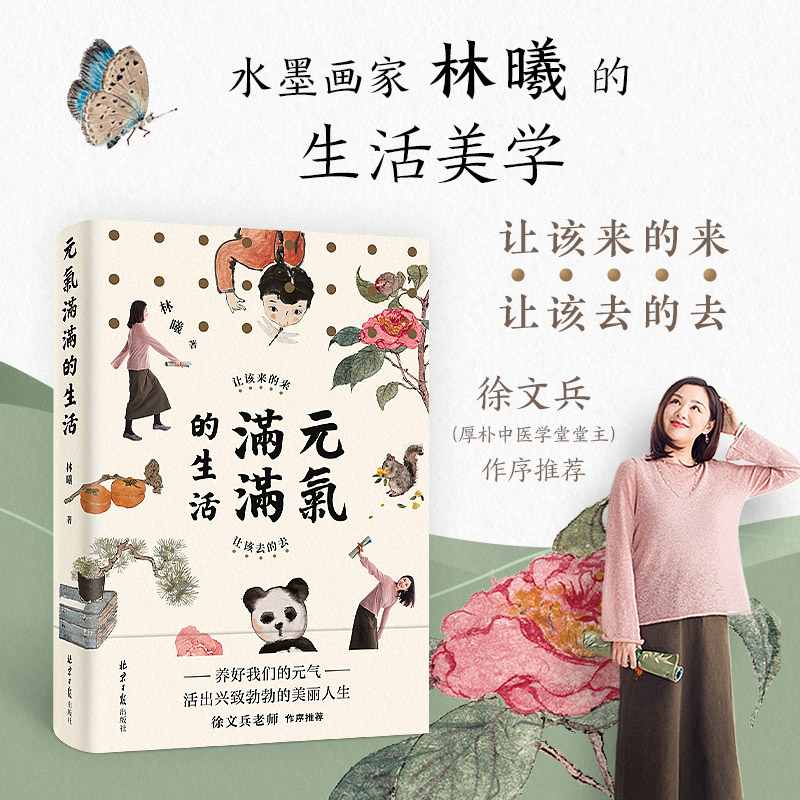 水墨画家 林曦 的
生活美学
让该来的来
让该去的去
徐文兵
(厚朴中医学堂堂主)
作序推荐
元氣滿滿的生活
林曦 著
北京日报出版社
林曦 著
让该来的来
元氣
滿滿
的生活
让该去的去
养好我们的元气
活出兴致勃勃的美丽人生
徐文兵老师 作序推荐